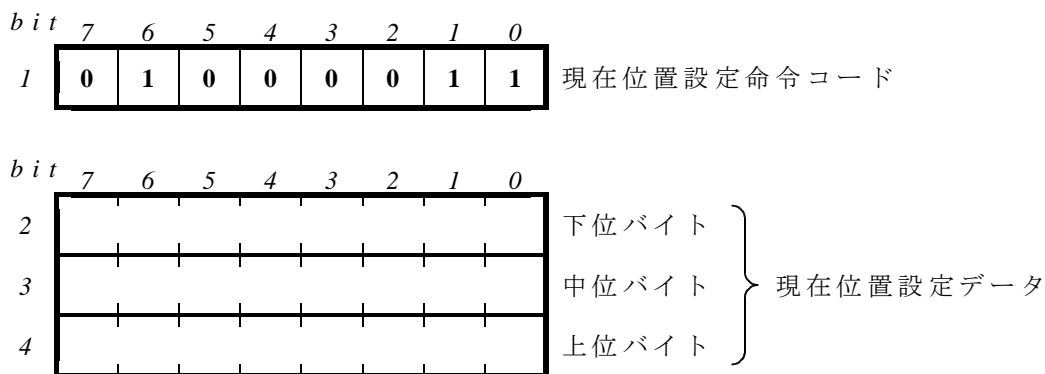 bit 7 6 5 4 3 2 1 0
1 0 1 0 0 0 0 1 1 現在位置設定命令コード
bit 7 6 5 4 3 2 1 0
2 下位バイト
3 中位バイト 現在位置設定データ
4 上位バイト